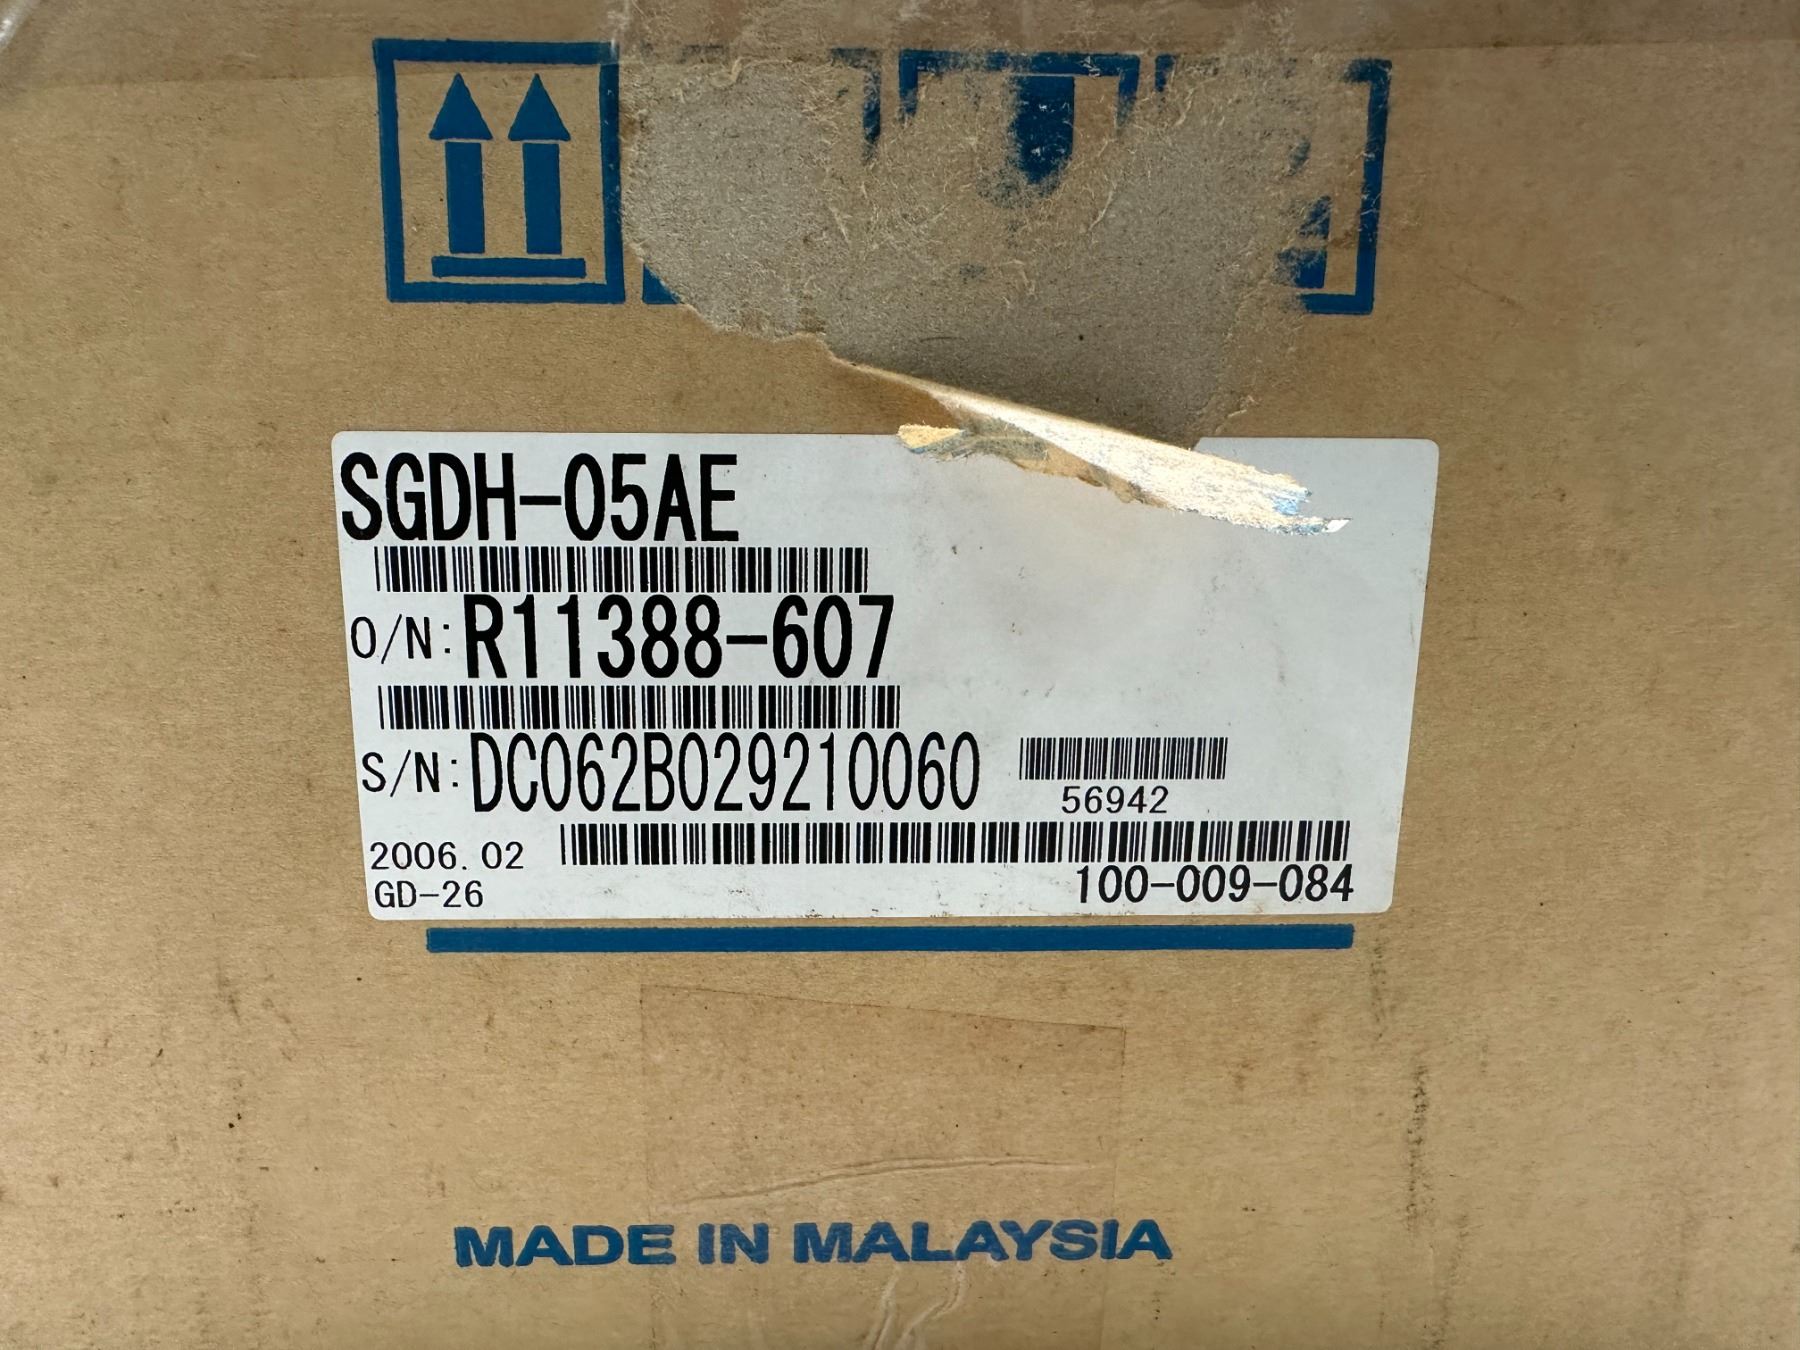 SGDH-05AE
O/N: R11388-607
S/N: DC062B029210060
56942
2006. 02
GD-26
100-009-084
MADE IN MALAYSIA